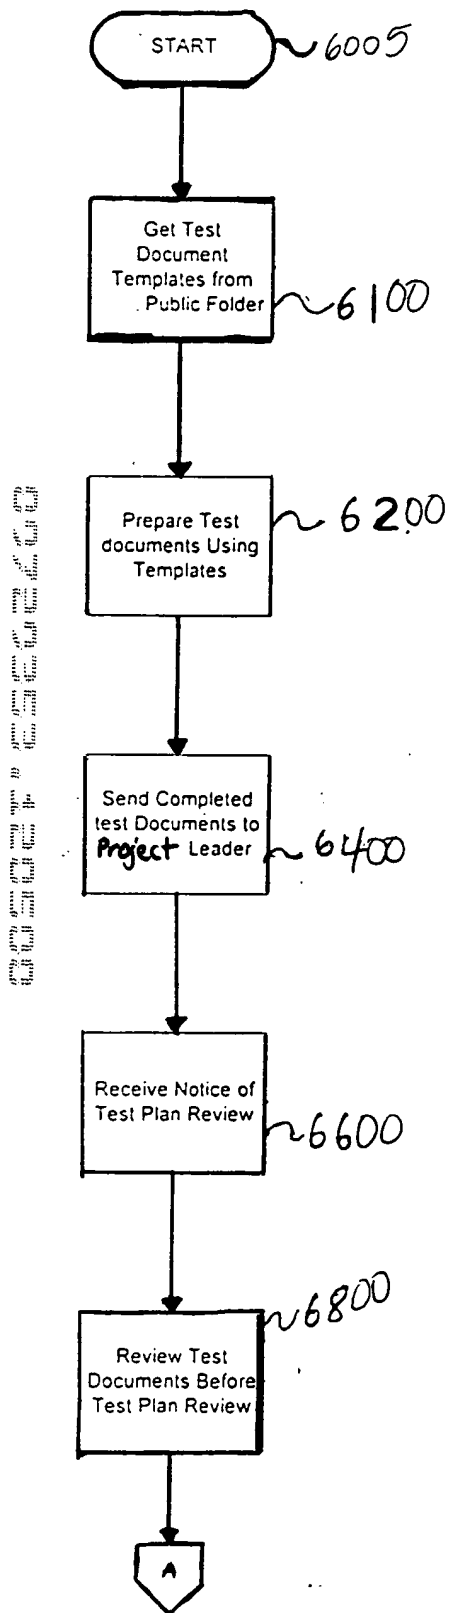 START
6005
Get Test
Document
Templates from
Public Folder
6100
Prepare Test
documents Using
Templates
6200
Send Completed
test Documents to
Project Leader
6400
Receive Notice of
Test Plan Review
6600
6800
Review Test
Documents Before
Test Plan Review
A